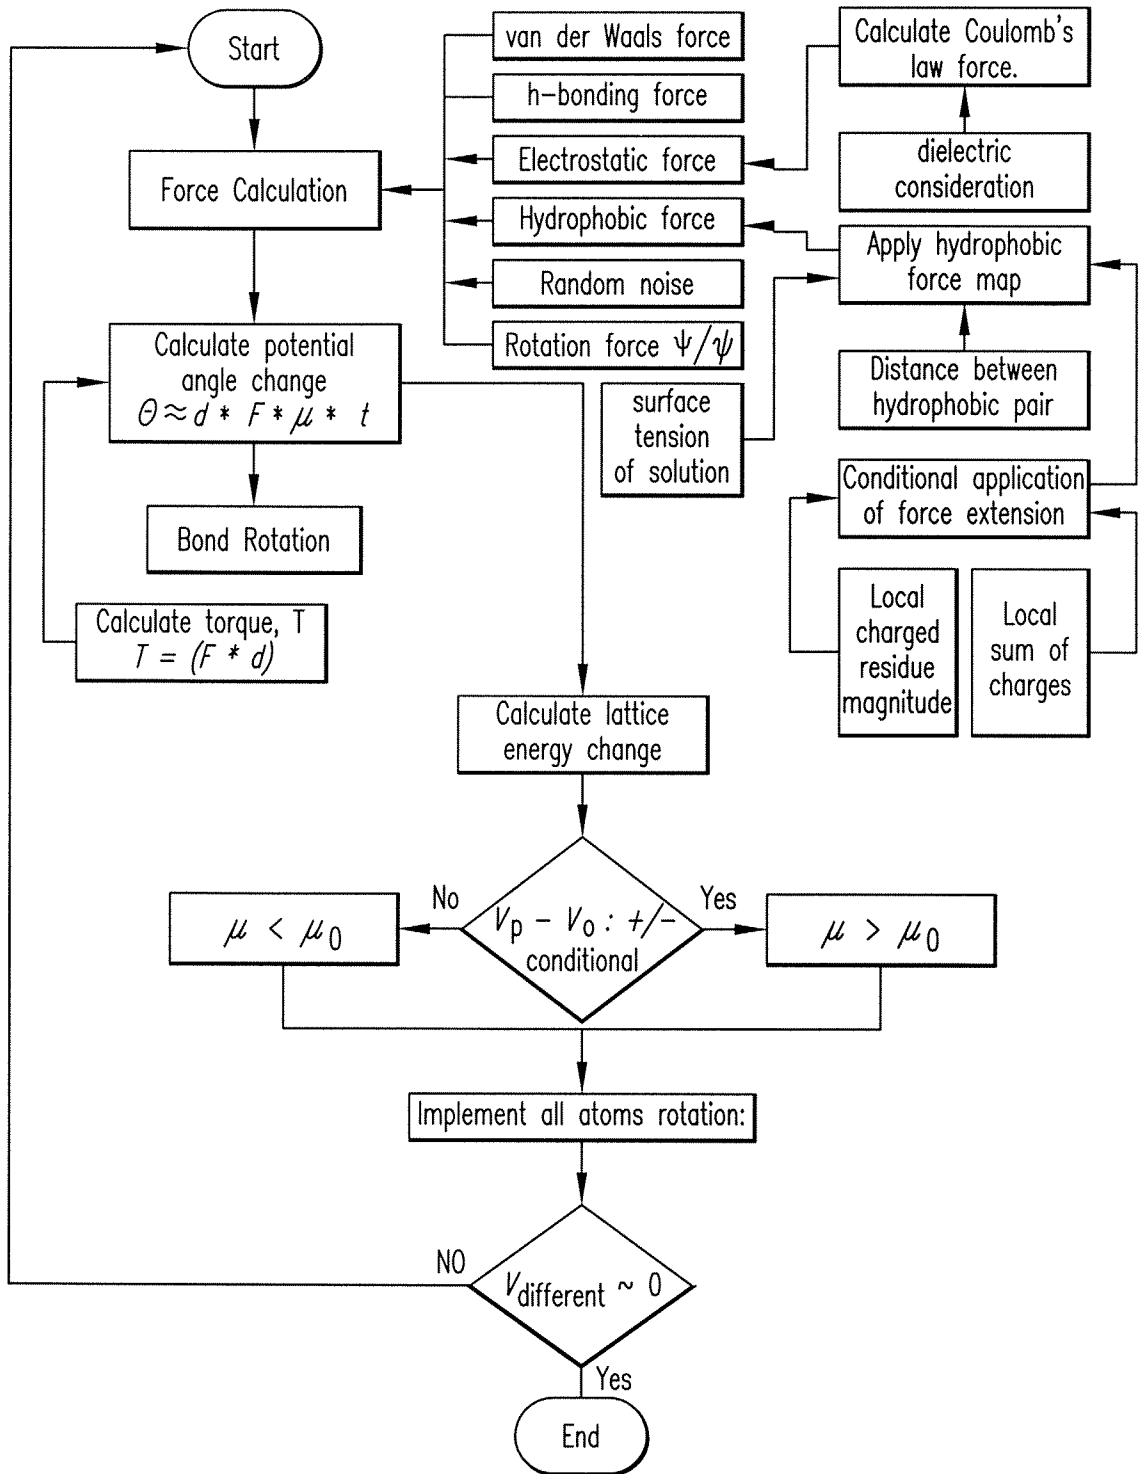 Start
Force Calculation
Calculate potential
angle change
Θ ≈ d * F * μ * t
Bond Rotation
Calculate torque, T
T = (F * d)
van der Waals force
h-bonding force
Electrostatic force
Hydrophobic force
Random noise
Rotation force Ψ/ψ
surface
tension
of solution
Calculate Coulomb's
law force.
dielectric
consideration
Apply hydrophobic
force map
Distance between
hydrophobic pair
Conditional application
of force extension
Local
charged
residue
magnitude
Local
sum of
charges
Calculate lattice
energy change
No
Vp - Vo : +/-
conditional
Yes
μ < μ0
μ > μ0
Implement all atoms rotation:
NO
Vdifferent ~ 0
Yes
End